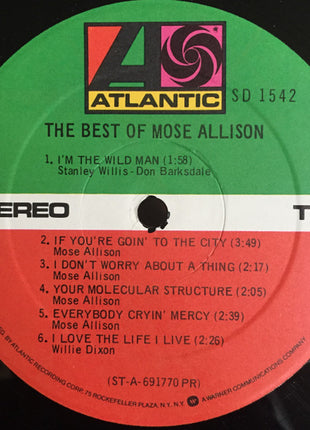 ATLANTIC
SD 1542
THE BEST OF MOSE ALLISON
1. I'M THE WILD MAN (1:58)
Stanley Willis-Don Barksdale
EREO
2. IF YOU'RE GOIN' TO THE CITY (3:49)
Mose Allison
3. I DON'T WORRY ABOUT A THING (2:17)
Mose Allison
4. YOUR MOLECULAR STRUCTURE (2:05)
Mose Allison
5. EVERYBODY CRYIN' MERCY (2:39)
Mose Allison
6. I LOVE THE LIFE I LIVE (2:26)
Willie Dixon
(ST-A-691770 PR)
BY ATLANTIC RECORDING CORP. 75 ROCKEFELLER PLAZA, N.Y. N.Y. A WARNER COMMUNICATIONS COMPANY